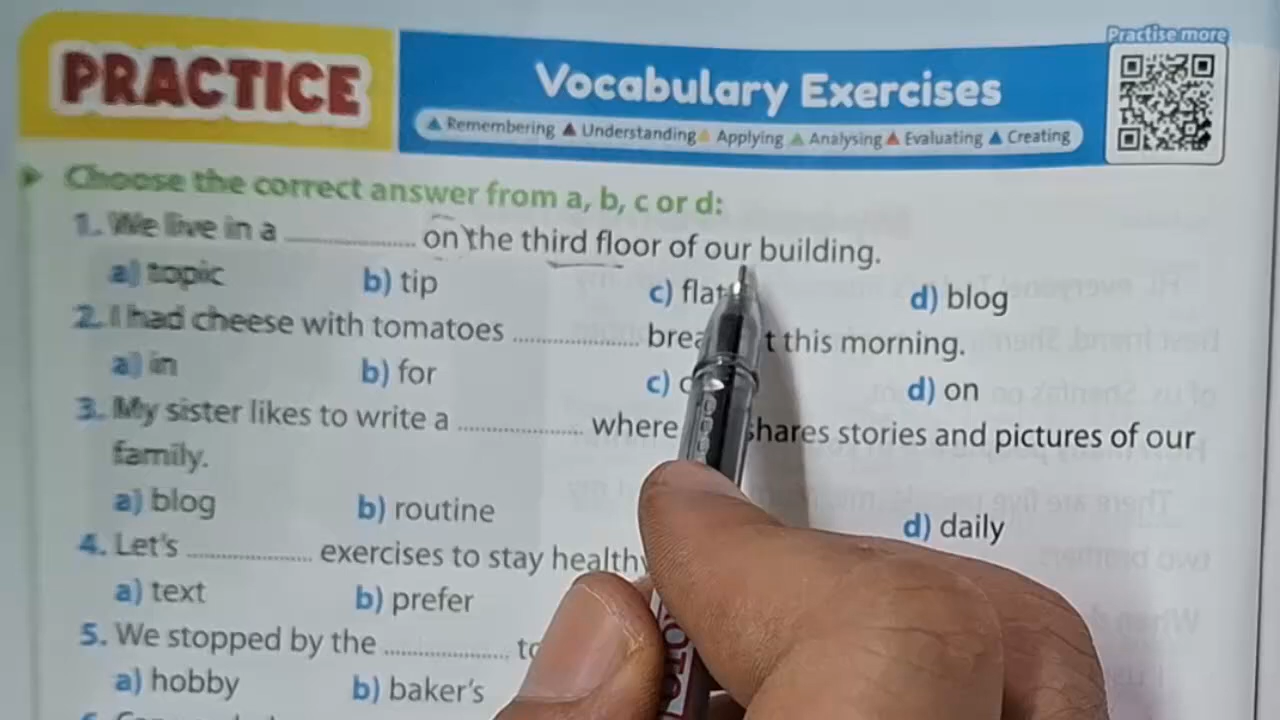 Practise more
PRACTICE
Vocabulary Exercises
Remembering Understanding Applying Analysing Evaluating Creating
Choose the correct answer from a, b, c or d:
1. We live in a .................. on the third floor of our building.
a) topic b) tip c) flat d) blog
2. I had cheese with tomatoes .................. this morning.
a) in b) for c) d) on
3. My sister likes to write a .................. where shares stories and pictures of our
family.
a) blog b) routine d) daily
4. Let's .................. exercises to stay healthy
a) text b) prefer
5. We stopped by the ..................
a) hobby b) baker's